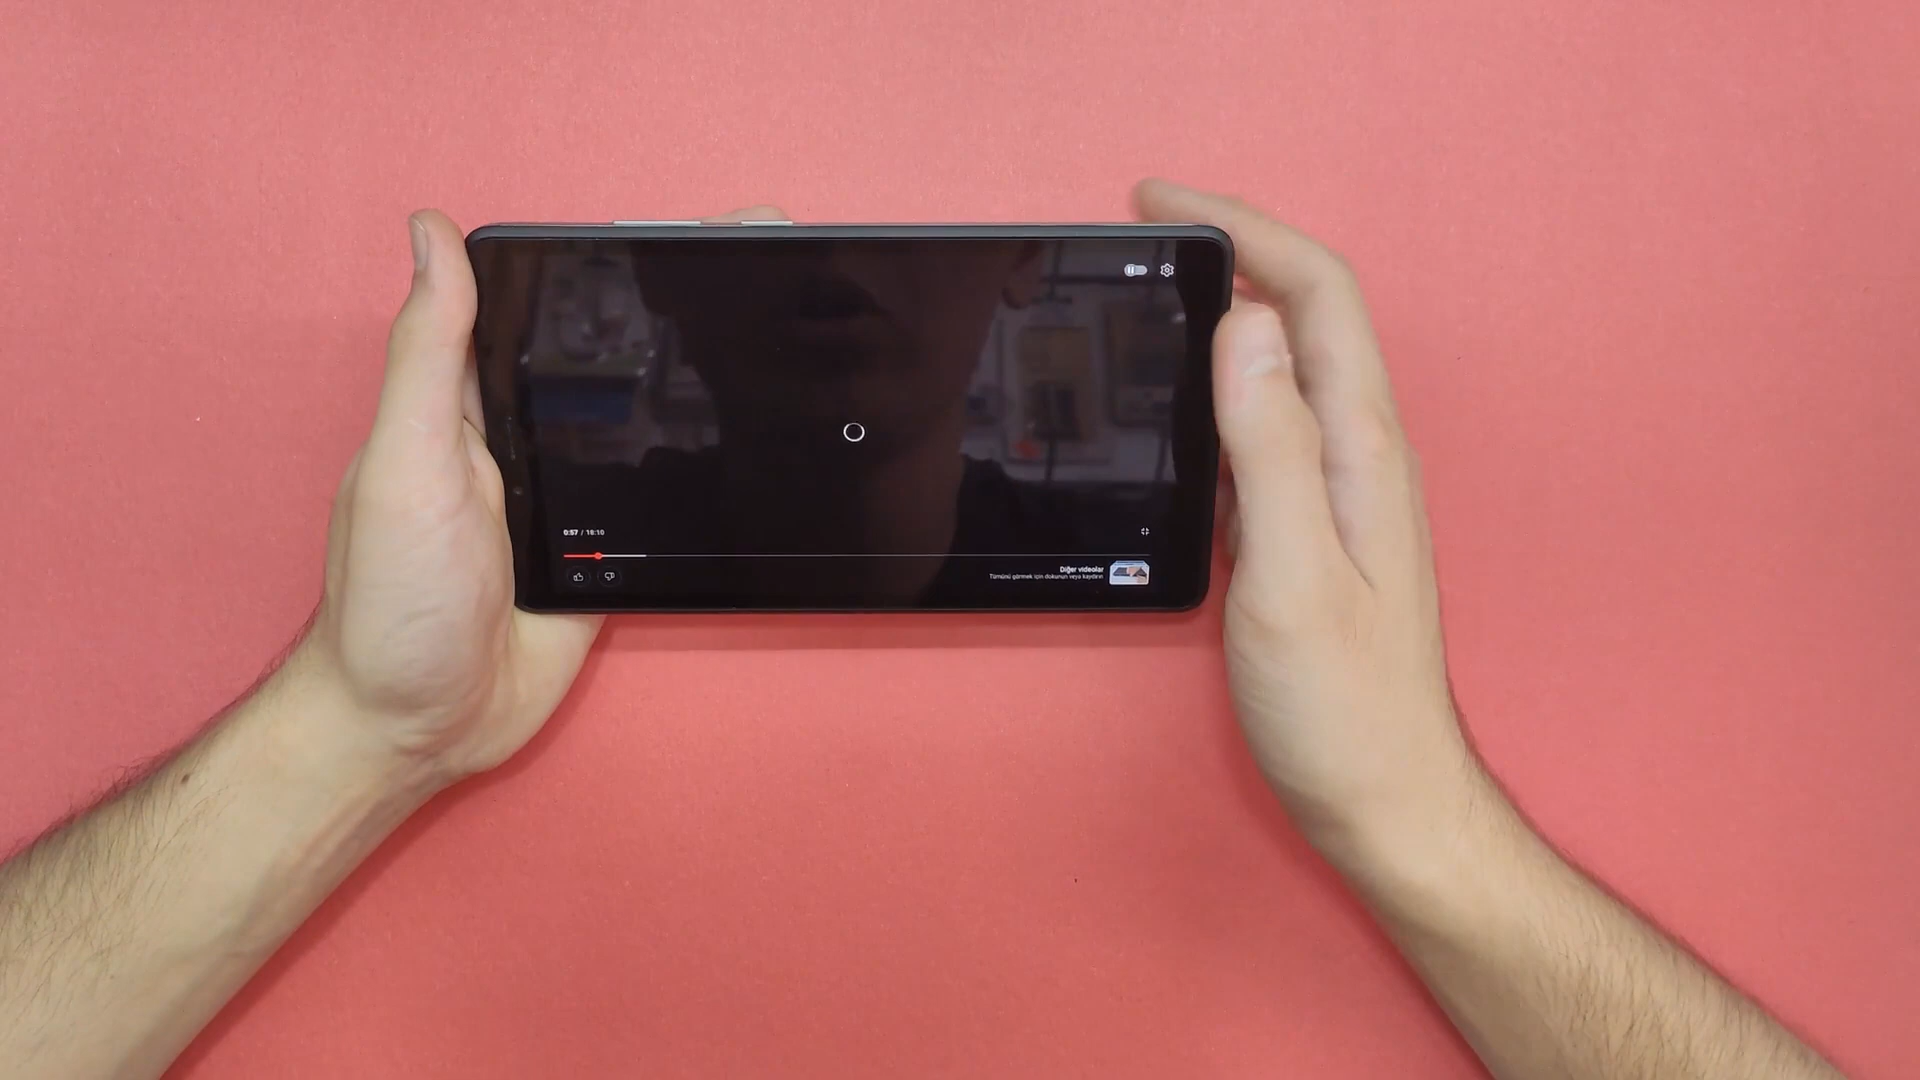 0:57 / 18:10
Diğer videolar
Tümünü görmek için dokunun veya kaydırın